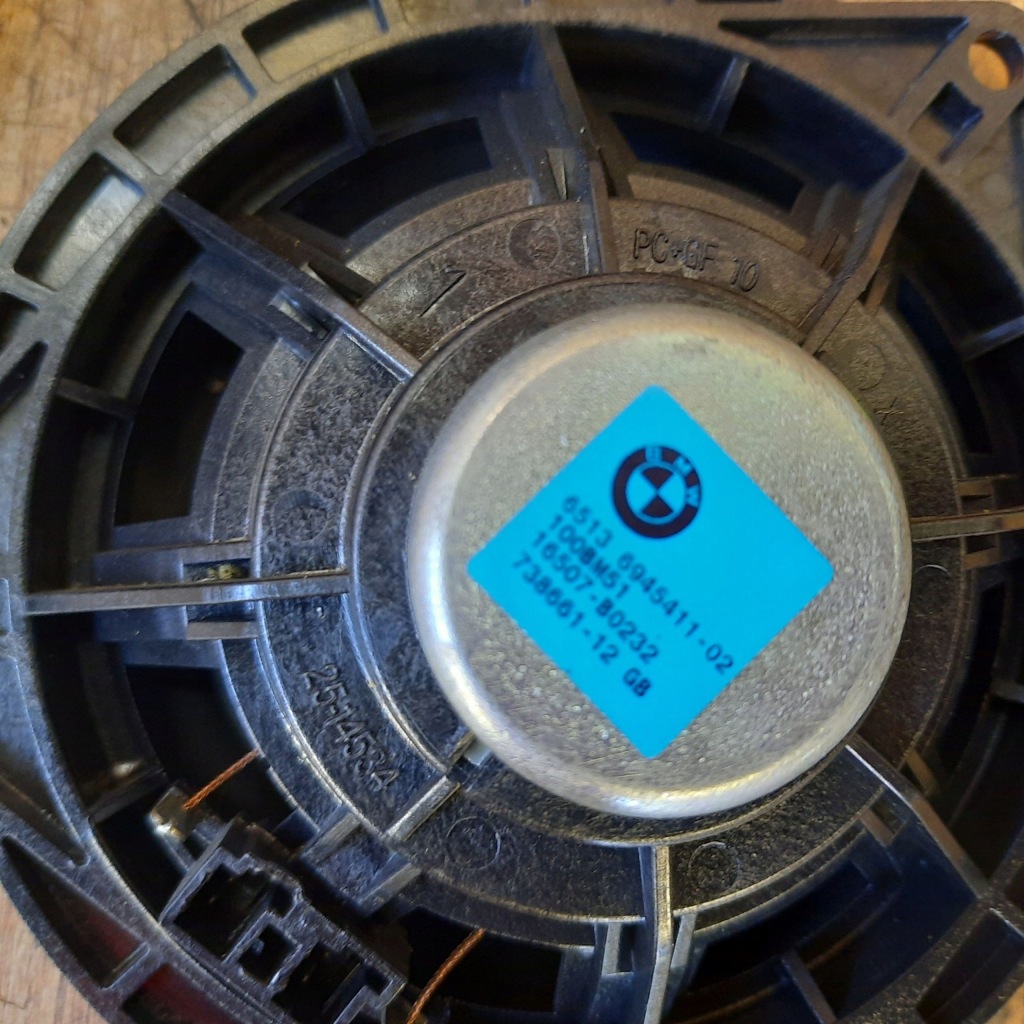 PC+GF 10
BMW
6513 6945411-02
100BM51
16507-80232
738661-12 GB
25-14534